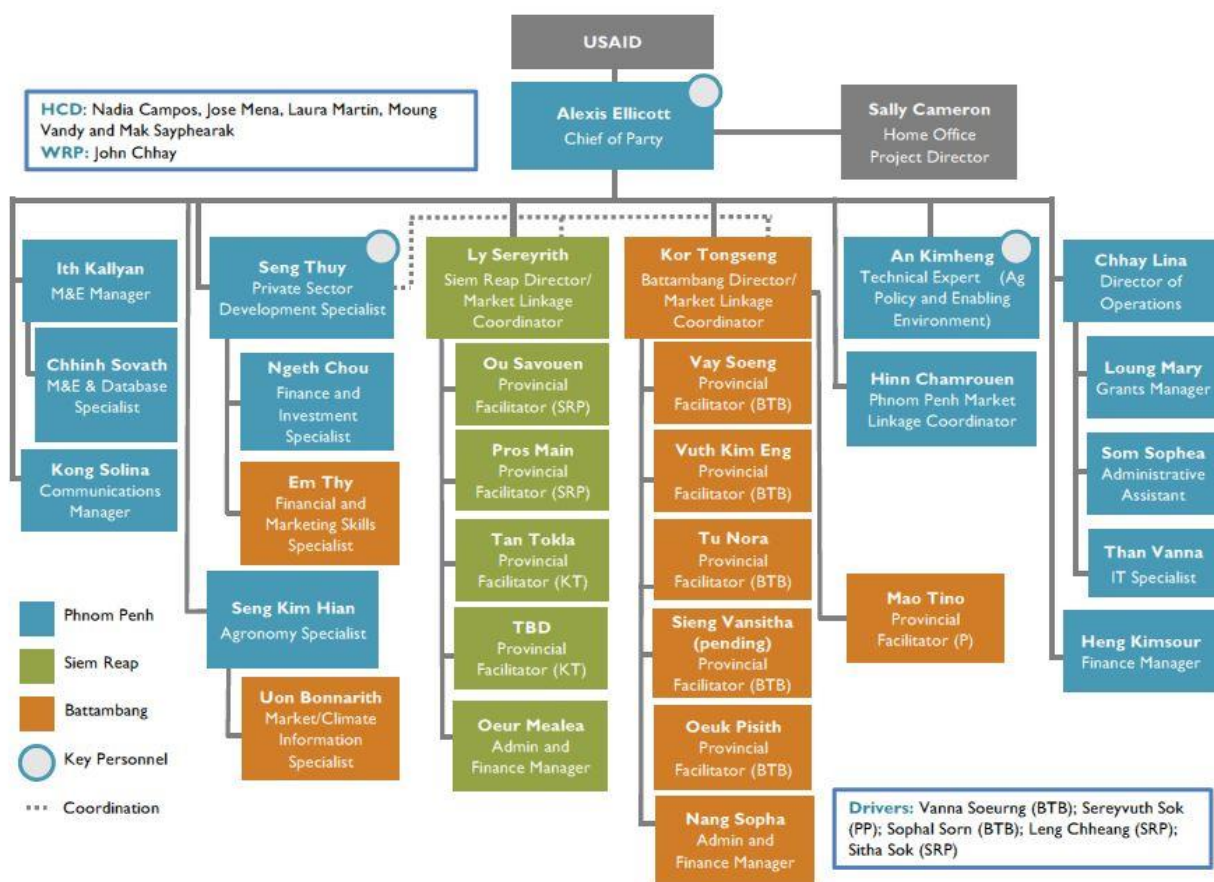 USAID
HCD: Nadia Campos, Jose Mena, Laura Martin, Moung
Vandy and Mak Sayphearak
WRP: John Chhay
Alexis Ellicott
Chief of Party
Sally Cameron
Home Office
Project Director
Ith Kallyan
M&E Manager
Chhinh Sovath
M&E & Database
Specialist
Kong Solina
Communications
Manager
Seng Thuy
Private Sector
Development Specialist
Ngeth Chou
Finance and
Investment
Specialist
Em Thy
Financial and
Marketing Skills
Specialist
Seng Kim Hian
Agronomy Specialist
Uon Bonnarith
Market/Climate
Information
Specialist
Ly Sereyrith
Siem Reap Director/
Market Linkage
Coordinator
Ou Savouen
Provincial
Facilitator (SRP)
Pros Main
Provincial
Facilitator (SRP)
Tan Tokla
Provincial
Facilitator (KT)
TBD
Provincial
Facilitator (KT)
Oeur Mealea
Admin and
Finance Manager
Kor Tongseng
Battambang Director/
Market Linkage
Coordinator
Vay Soeng
Provincial
Facilitator (BTB)
Vuth Kim Eng
Provincial
Facilitator (BTB)
Tu Nora
Provincial
Facilitator (BTB)
Sieng Vansitha
(pending)
Provincial
Facilitator (BTB)
Oeuk Pisith
Provincial
Facilitator (BTB)
Nang Sopha
Admin and
Finance Manager
Mao Tino
Provincial
Facilitator (P)
An Kimheng
Technical Expert (Ag
Policy and Enabling
Environment)
Hinn Chamrouen
Phnom Penh Market
Linkage Coordinator
Chhay Lina
Director of
Operations
Loung Mary
Grants Manager
Som Sophea
Administrative
Assistant
Than Vanna
IT Specialist
Heng Kimsour
Finance Manager
Phnom Penh
Siem Reap
Battambang
Key Personnel
Coordination
Drivers: Vanna Soeurng (BTB); Sereyvuth Sok
(PP); Sophal Sorn (BTB); Leng Chheang (SRP);
Sitha Sok (SRP)